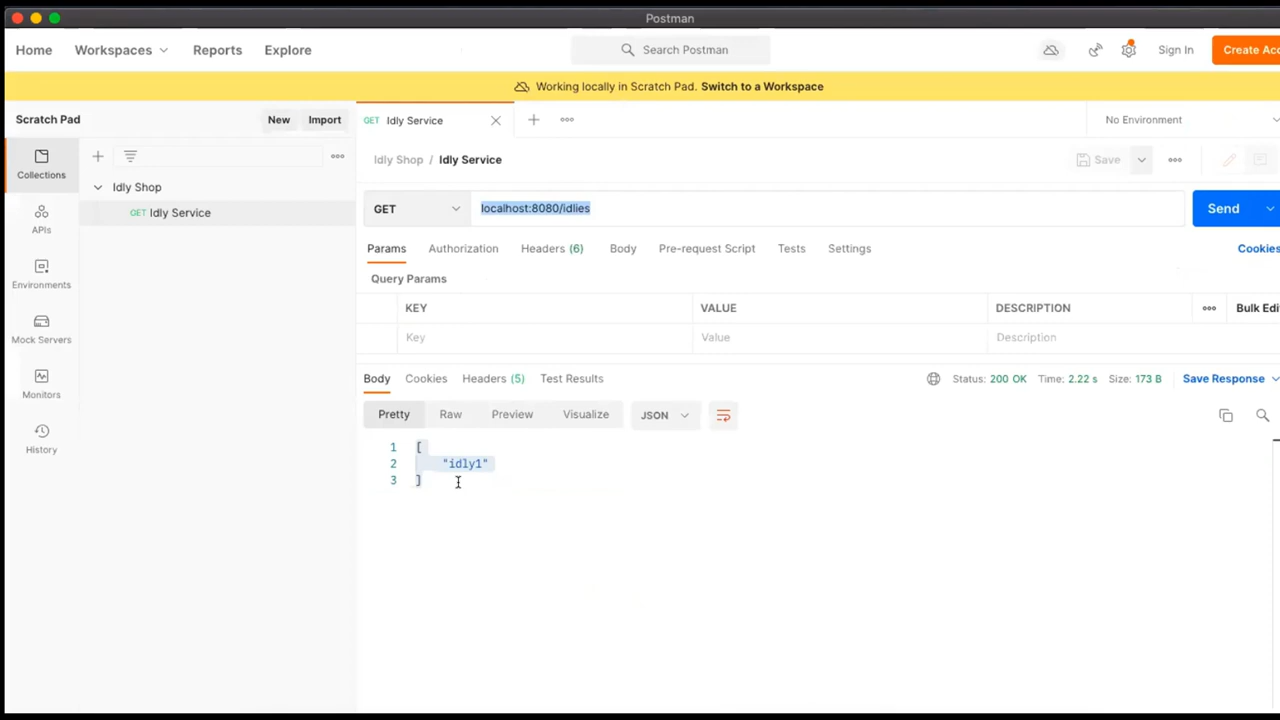 Postman
Home Workspaces Reports Explore Search Postman Sign In Create Acc
Working locally in Scratch Pad. Switch to a Workspace
Scratch Pad New Import GET Idly Service No Environment
Collections
APIs
Environments
Mock Servers
Monitors
History
Idly Shop
GET Idly Service
Idly Shop / Idly Service Save
GET localhost:8080/idlies Send
Params Authorization Headers (6) Body Pre-request Script Tests Settings Cookies
Query Params
KEY VALUE DESCRIPTION Bulk Edi
Key Value Description
Body Cookies Headers (5) Test Results Status: 200 OK Time: 2.22 s Size: 173 B Save Response
Pretty Raw Preview Visualize JSON
1 [
2 "idly1"
3 ]